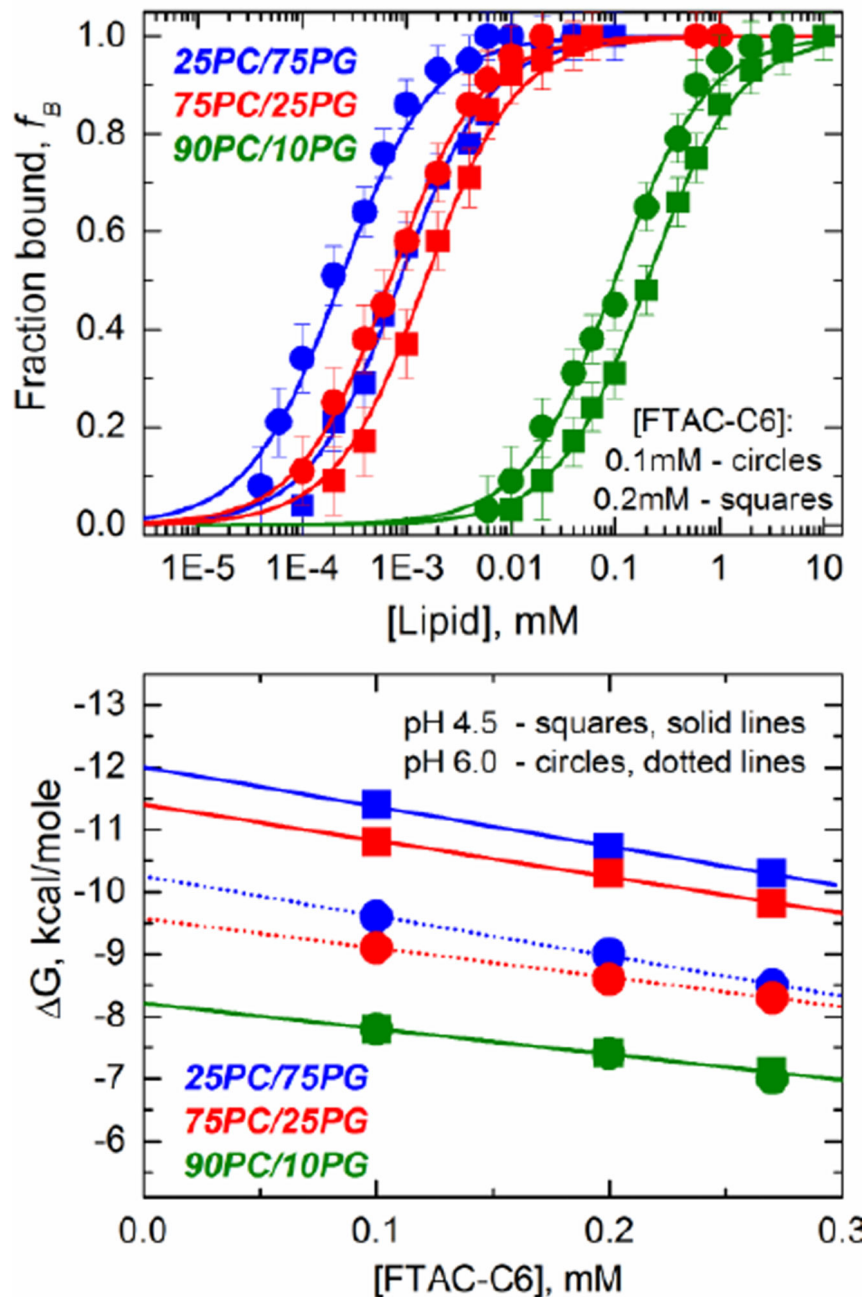 1.0
0.8
0.6
0.4
0.2
0.0
Fraction bound, f_B
25PC/75PG
75PC/25PG
90PC/10PG
[FTAC-C6]:
0.1mM - circles
0.2mM - squares
1E-5 1E-4 1E-3 0.01 0.1 1 10
[Lipid], mM
-13
-12
-11
-10
-9
-8
-7
-6
ΔG, kcal/mole
pH 4.5 - squares, solid lines
pH 6.0 - circles, dotted lines
25PC/75PG
75PC/25PG
90PC/10PG
0.0 0.1 0.2 0.3
[FTAC-C6], mM